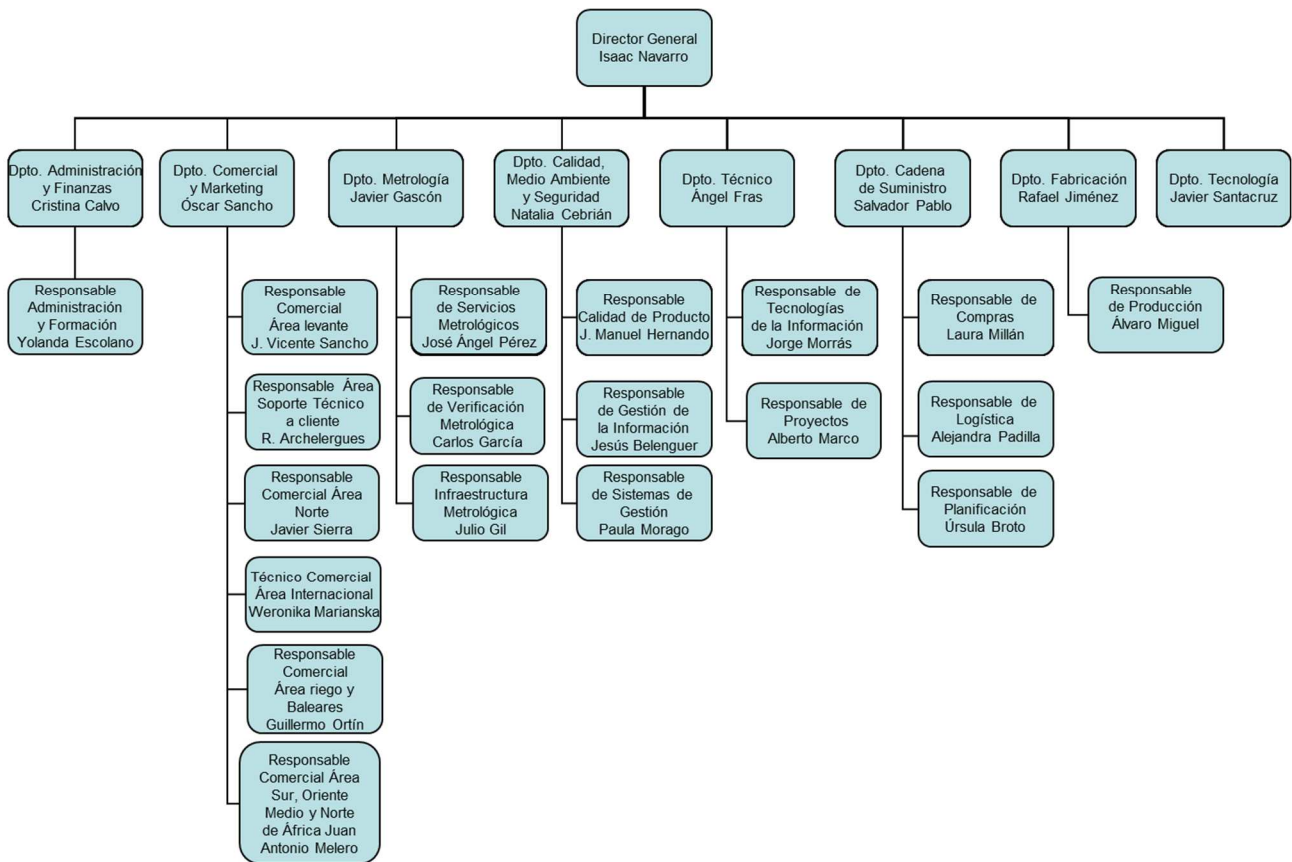 Director General
Isaac Navarro
Dpto. Administración
y Finanzas
Cristina Calvo
Dpto. Comercial
y Marketing
Óscar Sancho
Dpto. Metrología
Javier Gascón
Dpto. Calidad,
Medio Ambiente
y Seguridad
Natalia Cebrián
Dpto. Técnico
Ángel Fras
Dpto. Cadena
de Suministro
Salvador Pablo
Dpto. Fabricación
Rafael Jiménez
Dpto. Tecnología
Javier Santacruz
Responsable
Administración
y Formación
Yolanda Escolano
Responsable
Comercial
Área levante
J. Vicente Sancho
Responsable Área
Soporte Técnico
a cliente
R. Archelergues
Responsable
Comercial Área
Norte
Javier Sierra
Técnico Comercial
Área Internacional
Weronika Marianska
Responsable
Comercial
Área riego y
Baleares
Guillermo Ortín
Responsable
Comercial Área
Sur, Oriente
Medio y Norte
de África Juan
Antonio Melero
Responsable
de Servicios
Metrológicos
José Ángel Pérez
Responsable
de Verificación
Metrológica
Carlos García
Responsable
Infraestructura
Metrológica
Julio Gil
Responsable
Calidad de Producto
J. Manuel Hernando
Responsable
de Gestión de
la Información
Jesús Belenguer
Responsable
de Sistemas de
Gestión
Paula Morago
Responsable de
Tecnologías
de la Información
Jorge Morrás
Responsable de
Proyectos
Alberto Marco
Responsable de
Compras
Laura Millán
Responsable de
Logística
Alejandra Padilla
Responsable de
Planificación
Úrsula Broto
Responsable
de Producción
Álvaro Miguel